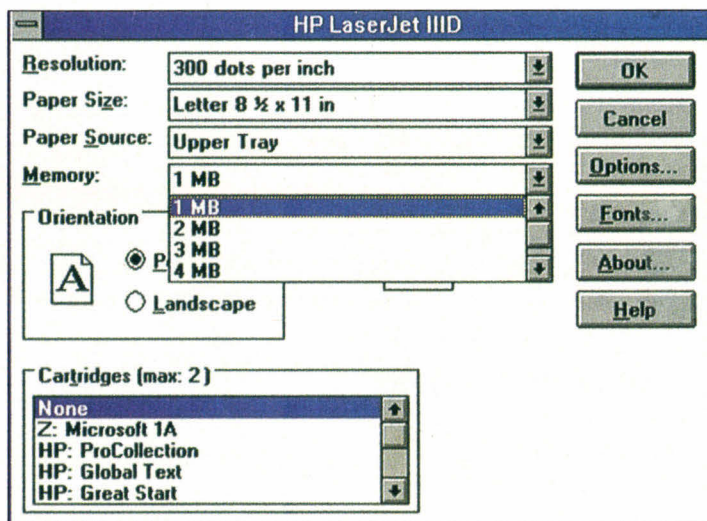 HP LaserJet IIID
Resolution: 300 dots per inch
Paper Size: Letter 8 ½ x 11 in
Paper Source: Upper Tray
Memory: 1 MB
1 MB
2 MB
3 MB
4 MB
Orientation
A
Landscape
OK
Cancel
Options...
Fonts...
About...
Help
Cartridges (max: 2)
None
Z: Microsoft 1A
HP: ProCollection
HP: Global Text
HP: Great Start